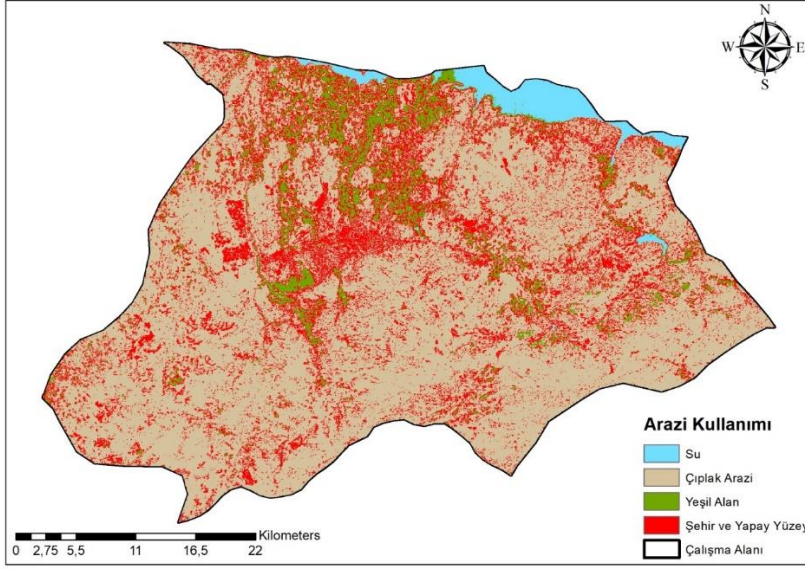 N
W E
S
Arazi Kullanımı
Su
Çıplak Arazi
Yeşil Alan
Şehir ve Yapay Yüzey
Çalışma Alanı
Kilometers
0 2,75 5,5 11 16,5 22